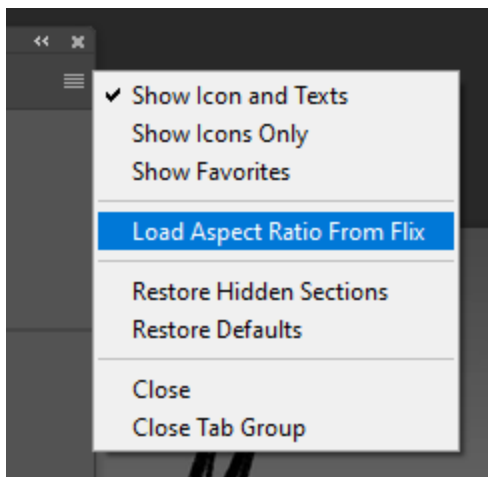 Show Icon and Texts
Show Icons Only
Show Favorites
Load Aspect Ratio From Flix
Restore Hidden Sections
Restore Defaults
Close
Close Tab Group